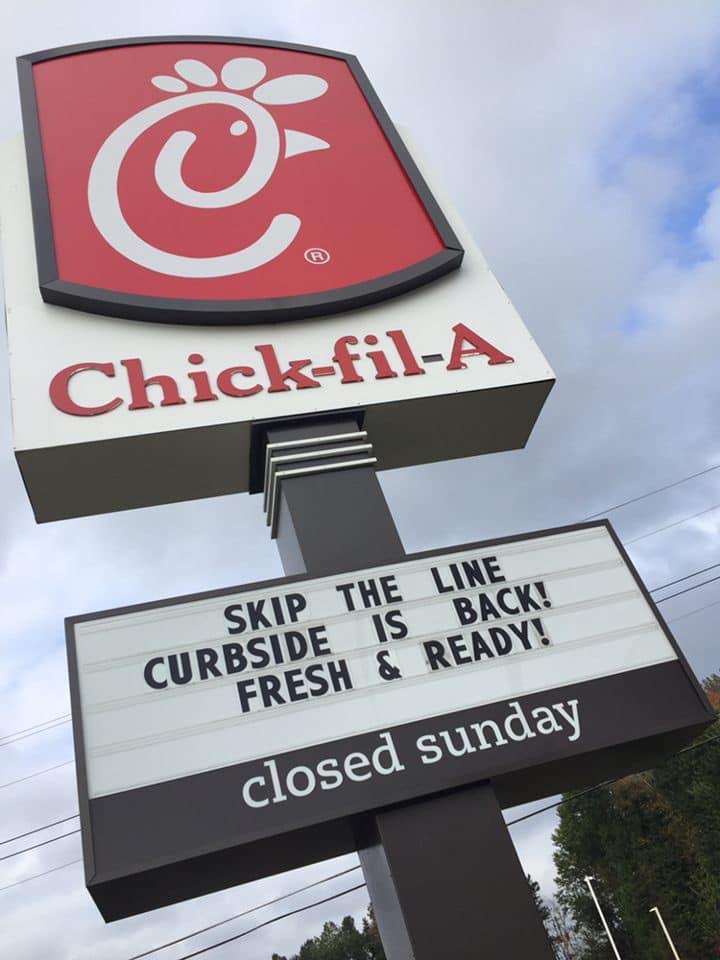 ®
Chick-fil-A
SKIP THE LINE
CURBSIDE IS BACK!
FRESH & READY!
closed sunday